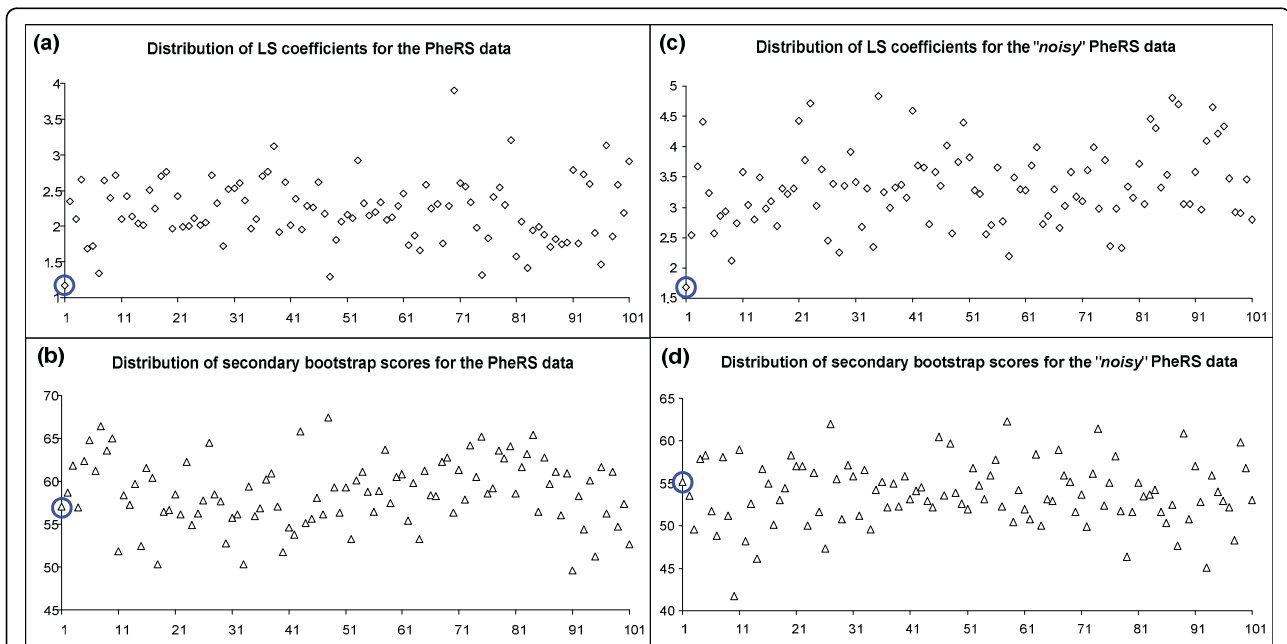 (a)
Distribution of LS coefficients for the PheRS data
4
3.5
3
2.5
2
1.5
1
1 11 21 31 41 51 61 71 81 91 101
(c)
Distribution of LS coefficients for the "noisy" PheRS data
5
4.5
4
3.5
3
2.5
2
1.5
1 11 21 31 41 51 61 71 81 91 101
(b)
Distribution of secondary bootstrap scores for the PheRS data
70
65
60
55
50
45
1 11 21 31 41 51 61 71 81 91 101
(d)
Distribution of secondary bootstrap scores for the "noisy" PheRS data
65
60
55
50
45
40
1 11 21 31 41 51 61 71 81 91 101